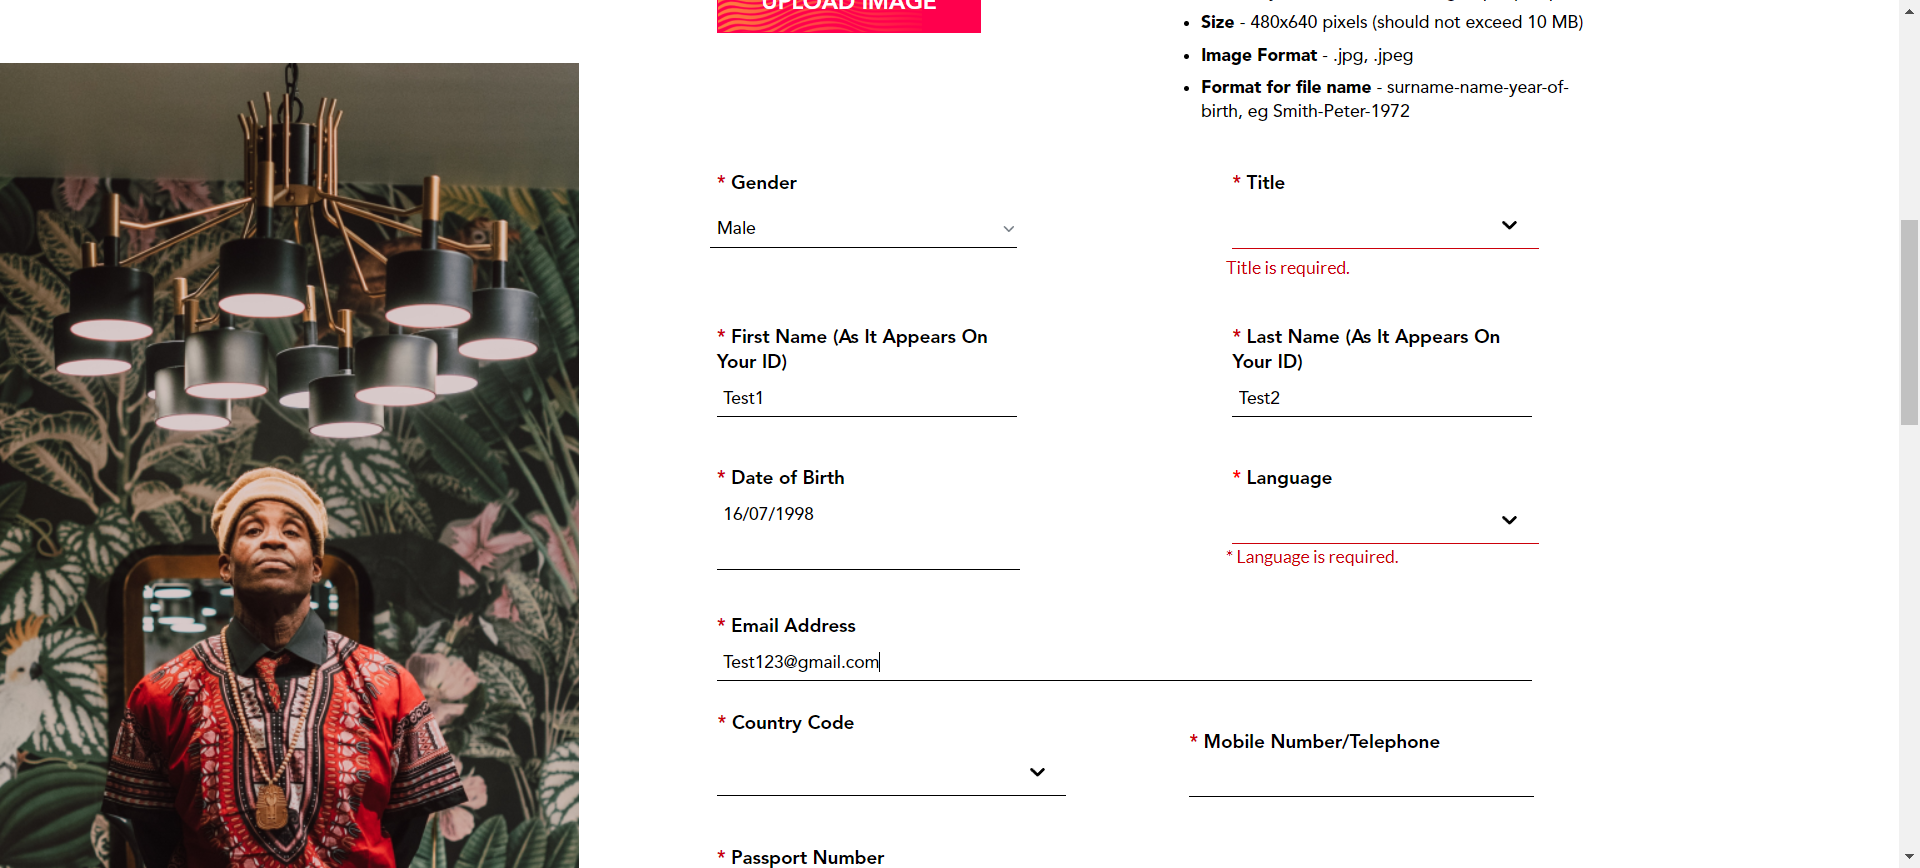 UPLOAD IMAGE
Size - 480x640 pixels (should not exceed 10 MB)
Image Format - .jpg, .jpeg
Format for file name - surname-name-year-of-
birth, eg Smith-Peter-1972
* Gender
* Title
Male
Title is required.
* First Name (As It Appears On
Your ID)
* Last Name (As It Appears On
Your ID)
Test1
Test2
* Date of Birth
* Language
16/07/1998
* Language is required.
* Email Address
Test123@gmail.com
* Country Code
* Mobile Number/Telephone
* Passport Number